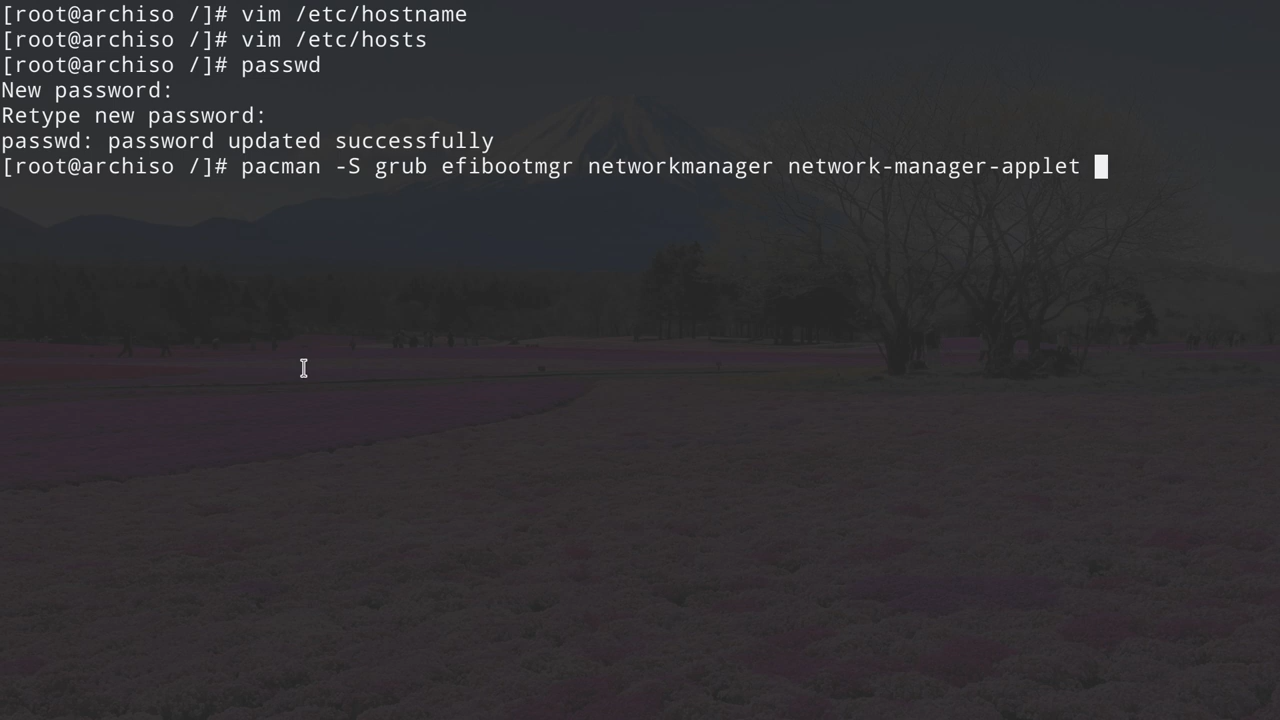 [root@archiso /]# vim /etc/hostname
[root@archiso /]# vim /etc/hosts
[root@archiso /]# passwd
New password:
Retype new password:
passwd: password updated successfully
[root@archiso /]# pacman -S grub efibootmgr networkmanager network-manager-applet